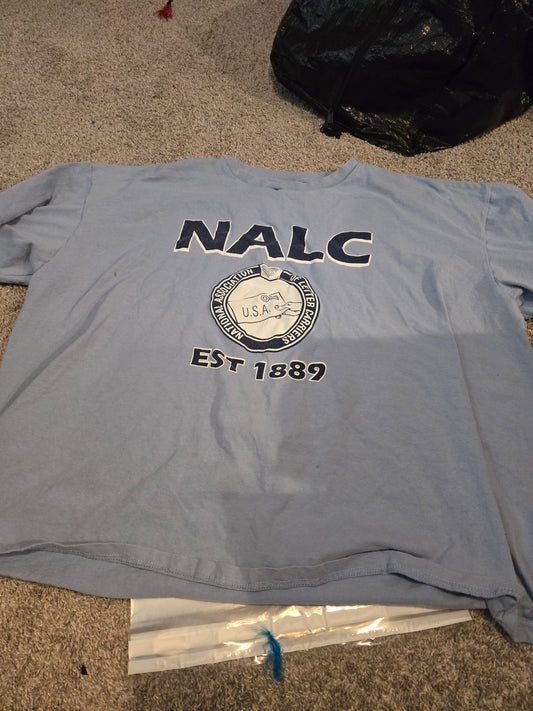 NALC
NATIONAL ASSOCIATION OF LETTER CARRIERS
U.S.A.
EST 1889